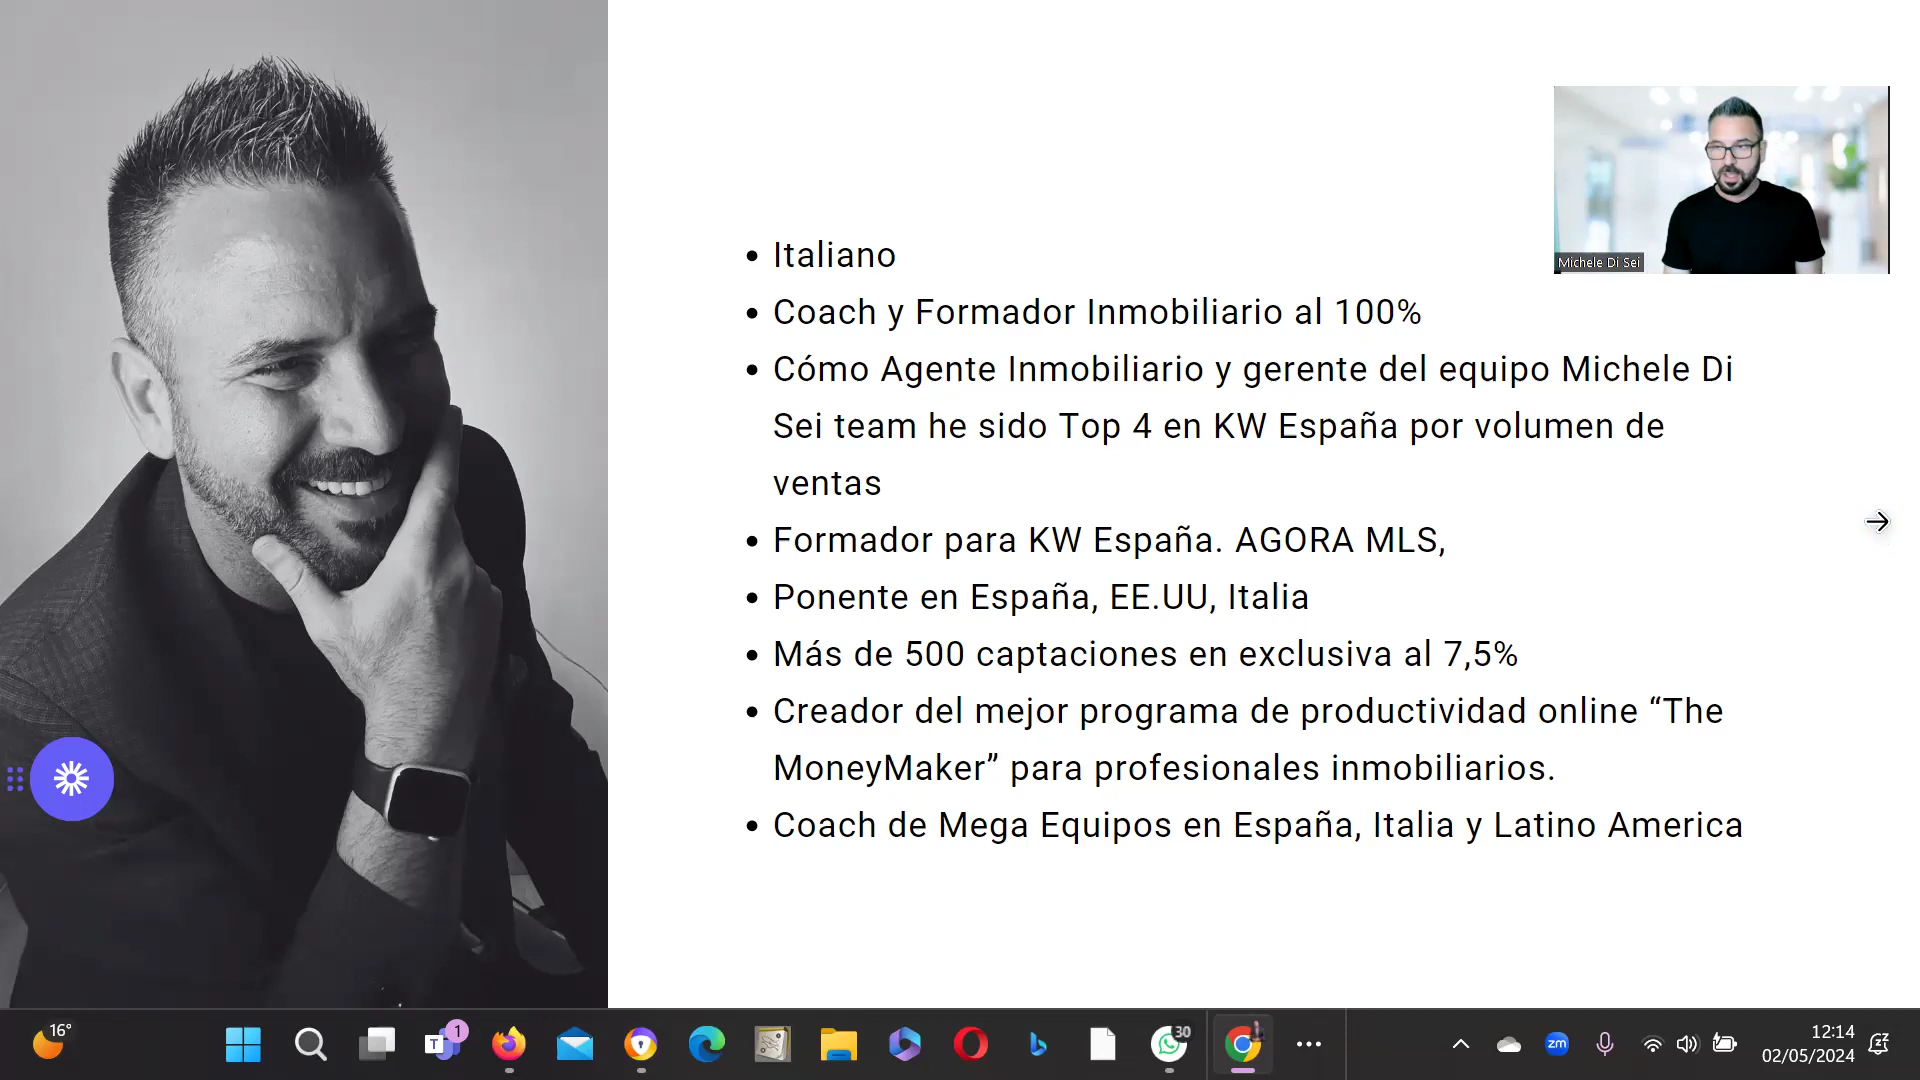 Michele Di Sei
• Italiano
• Coach y Formador Inmobiliario al 100%
• Cómo Agente Inmobiliario y gerente del equipo Michele Di
Sei team he sido Top 4 en KW España por volumen de
ventas
• Formador para KW España. AGORA MLS,
• Ponente en España, EE.UU, Italia
• Más de 500 captaciones en exclusiva al 7,5%
• Creador del mejor programa de productividad online “The
MoneyMaker” para profesionales inmobiliarios.
• Coach de Mega Equipos en España, Italia y Latino America
16°
T
1
30
zm
12:14
02/05/2024